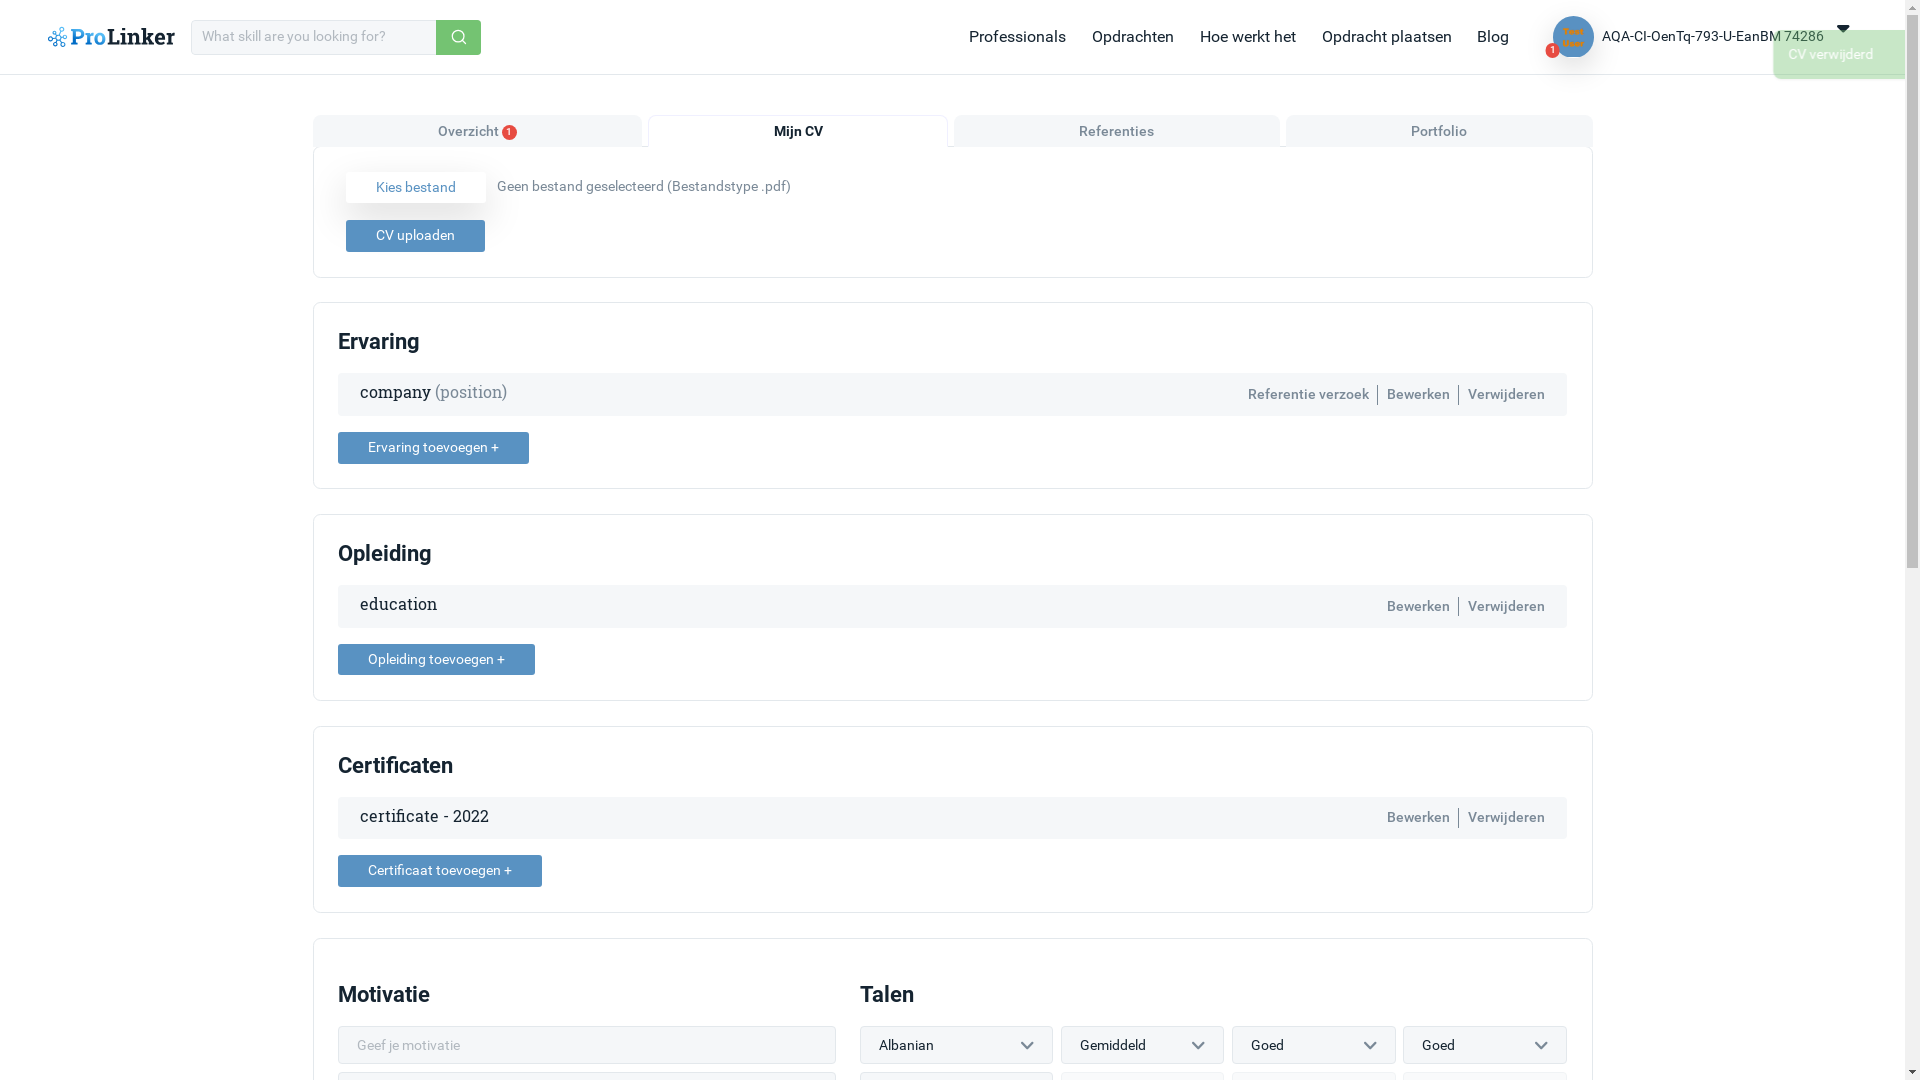 ProLinker
What skill are you looking for?
Professionals
Opdrachten
Hoe werkt het
Opdracht plaatsen
Blog
Test
User
1
AQA-CI-OenTq-793-U-EanBM 74286
CV verwijderd
Overzicht 1
Mijn CV
Referenties
Portfolio
Kies bestand
Geen bestand geselecteerd (Bestandstype .pdf)
CV uploaden
Ervaring
company (position)
Referentie verzoek
Bewerken
Verwijderen
Ervaring toevoegen +
Opleiding
education
Bewerken
Verwijderen
Opleiding toevoegen +
Certificaten
certificate - 2022
Bewerken
Verwijderen
Certificaat toevoegen +
Motivatie
Talen
Geef je motivatie
Albanian
Gemiddeld
Goed
Goed